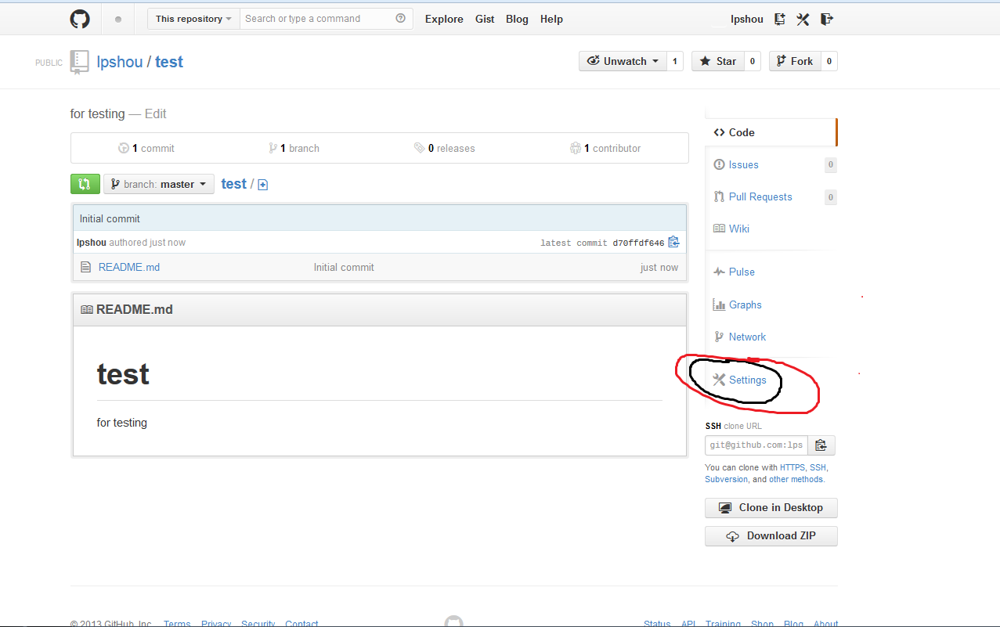 This repository Search or type a command Explore Gist Blog Help lpshou
PUBLIC lpshou / test Unwatch 1 Star 0 Fork 0
for testing — Edit
1 commit 1 branch 0 releases 1 contributor
branch: master test /
Initial commit
lpshou authored just now latest commit d70ffdf646
README.md Initial commit just now
README.md
test
for testing
Code
Issues 0
Pull Requests 0
Wiki
Pulse
Graphs
Network
Settings
SSH clone URL
git@github.com:lps
You can clone with HTTPS, SSH,
Subversion, and other methods.
Clone in Desktop
Download ZIP
© 2013 GitHub, Inc. Terms Privacy Security Contact Status API Training Shop Blog About